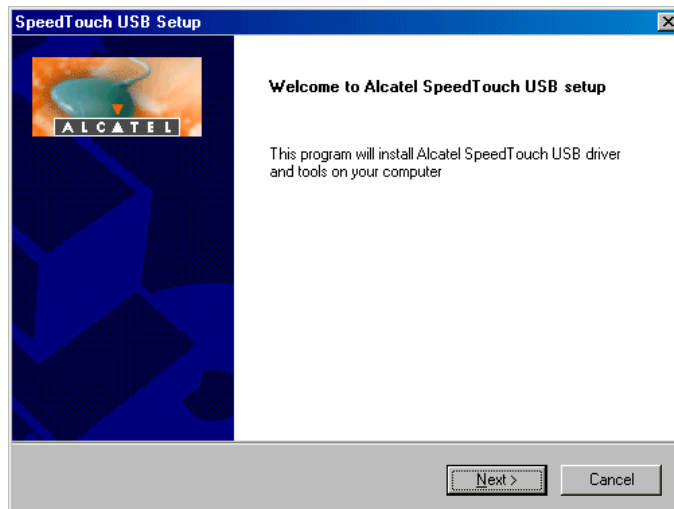 SpeedTouch USB Setup
ALCATEL
Welcome to Alcatel SpeedTouch USB setup
This program will install Alcatel SpeedTouch USB driver
and tools on your computer
Next >
Cancel